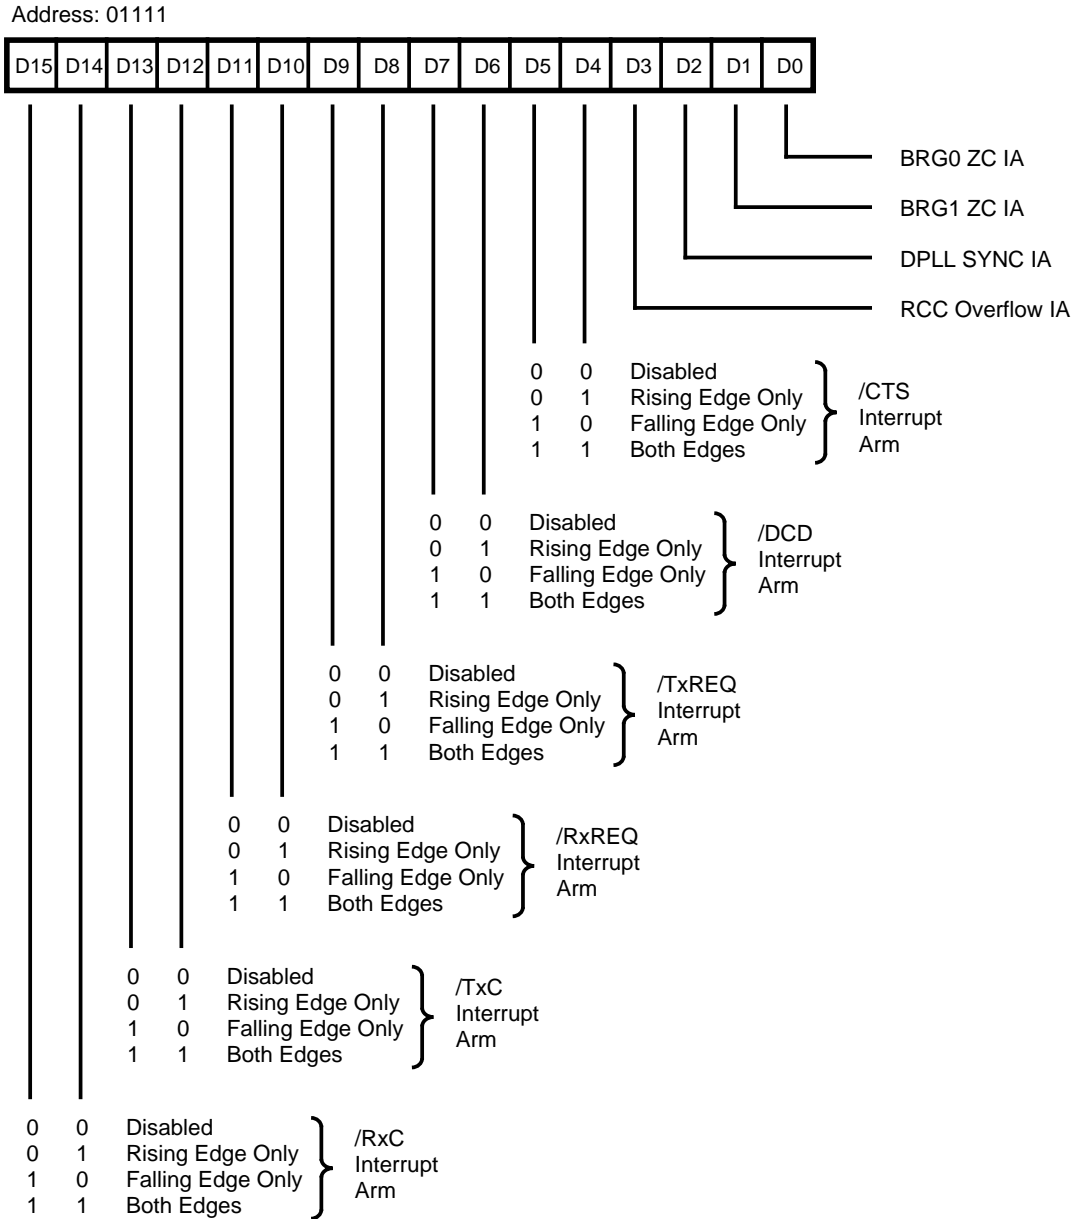 Address: 01111
D15 D14 D13 D12 D11 D10 D9 D8 D7 D6 D5 D4 D3 D2 D1 D0
BRG0 ZC IA
BRG1 ZC IA
DPLL SYNC IA
RCC Overflow IA
0 0 Disabled
0 1 Rising Edge Only
1 0 Falling Edge Only
1 1 Both Edges
/CTS
Interrupt
Arm
0 0 Disabled
0 1 Rising Edge Only
1 0 Falling Edge Only
1 1 Both Edges
/DCD
Interrupt
Arm
0 0 Disabled
0 1 Rising Edge Only
1 0 Falling Edge Only
1 1 Both Edges
/TxREQ
Interrupt
Arm
0 0 Disabled
0 1 Rising Edge Only
1 0 Falling Edge Only
1 1 Both Edges
/RxREQ
Interrupt
Arm
0 0 Disabled
0 1 Rising Edge Only
1 0 Falling Edge Only
1 1 Both Edges
/TxC
Interrupt
Arm
0 0 Disabled
0 1 Rising Edge Only
1 0 Falling Edge Only
1 1 Both Edges
/RxC
Interrupt
Arm